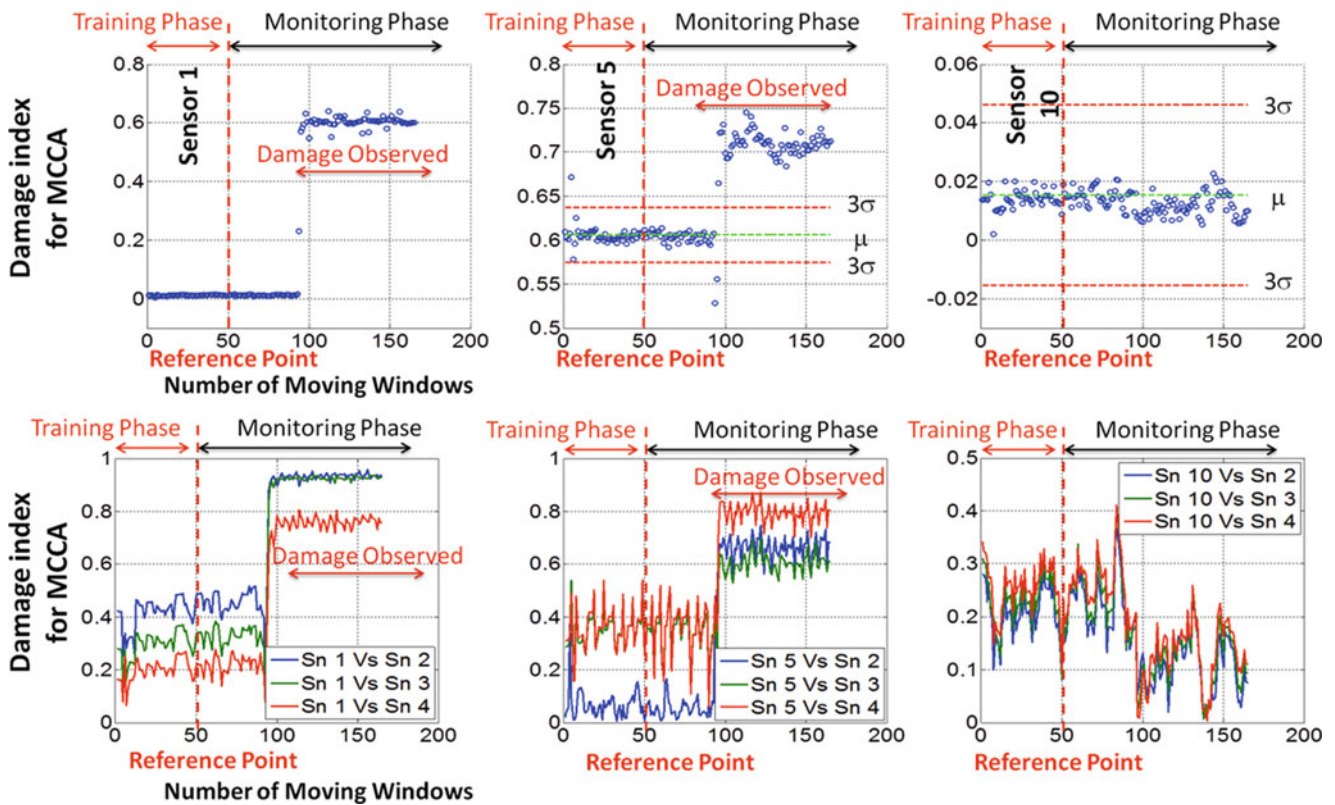 Training Phase Monitoring Phase
Damage index
for MCCA
0.8
0.6
0.4
0.2
0
Sensor 1
Damage Observed
0 50 100 150 200
Reference Point
Number of Moving Windows
Training Phase Monitoring Phase
0.8
0.75
0.7
0.65
0.6
0.55
0.5
Sensor 5
Damage Observed
3σ
μ
3σ
0 50 100 150 200
Reference Point
Training Phase Monitoring Phase
0.06
0.04
0.02
0
-0.02
Sensor
10
3σ
μ
3σ
0 50 100 150 200
Reference Point
Training Phase Monitoring Phase
Damage index
for MCCA
1
0.8
0.6
0.4
0.2
0
Damage Observed
Sn 1 Vs Sn 2
Sn 1 Vs Sn 3
Sn 1 Vs Sn 4
0 50 100 150 200
Reference Point
Number of Moving Windows
Training Phase Monitoring Phase
1
0.8
0.6
0.4
0.2
0
Damage Observed
Sn 5 Vs Sn 2
Sn 5 Vs Sn 3
Sn 5 Vs Sn 4
0 50 100 150 200
Reference Point
Training Phase Monitoring Phase
0.5
0.4
0.3
0.2
0.1
0
Sn 10 Vs Sn 2
Sn 10 Vs Sn 3
Sn 10 Vs Sn 4
0 50 100 150 200
Reference Point